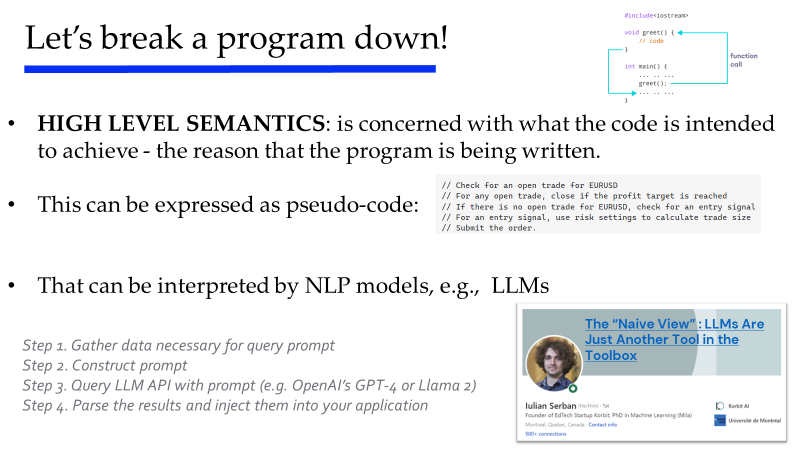 Let's break a program down!
#include<iostream>
void greet() {
// code
}
int main() {
... .. ...
greet();
... .. ...
}
function
call
• HIGH LEVEL SEMANTICS: is concerned with what the code is intended
to achieve - the reason that the program is being written.
• This can be expressed as pseudo-code:
// Check for an open trade for EURUSD
// For any open trade, close if the profit target is reached
// If there is no open trade for EURUSD, check for an entry signal
// For an entry signal, use risk settings to calculate trade size
// Submit the order.
• That can be interpreted by NLP models, e.g., LLMs
Step 1. Gather data necessary for query prompt
Step 2. Construct prompt
Step 3. Query LLM API with prompt (e.g. OpenAI's GPT-4 or Llama 2)
Step 4. Parse the results and inject them into your application
The “Naive View” : LLMs Are
Just Another Tool in the
Toolbox
Iulian Serban (He/Him) · 1st
Founder of EdTech Startup Korbit, PhD in Machine Learning (Mila)
Montreal, Quebec, Canada · Contact info
500+ connections
Korbit AI
Université de Montréal